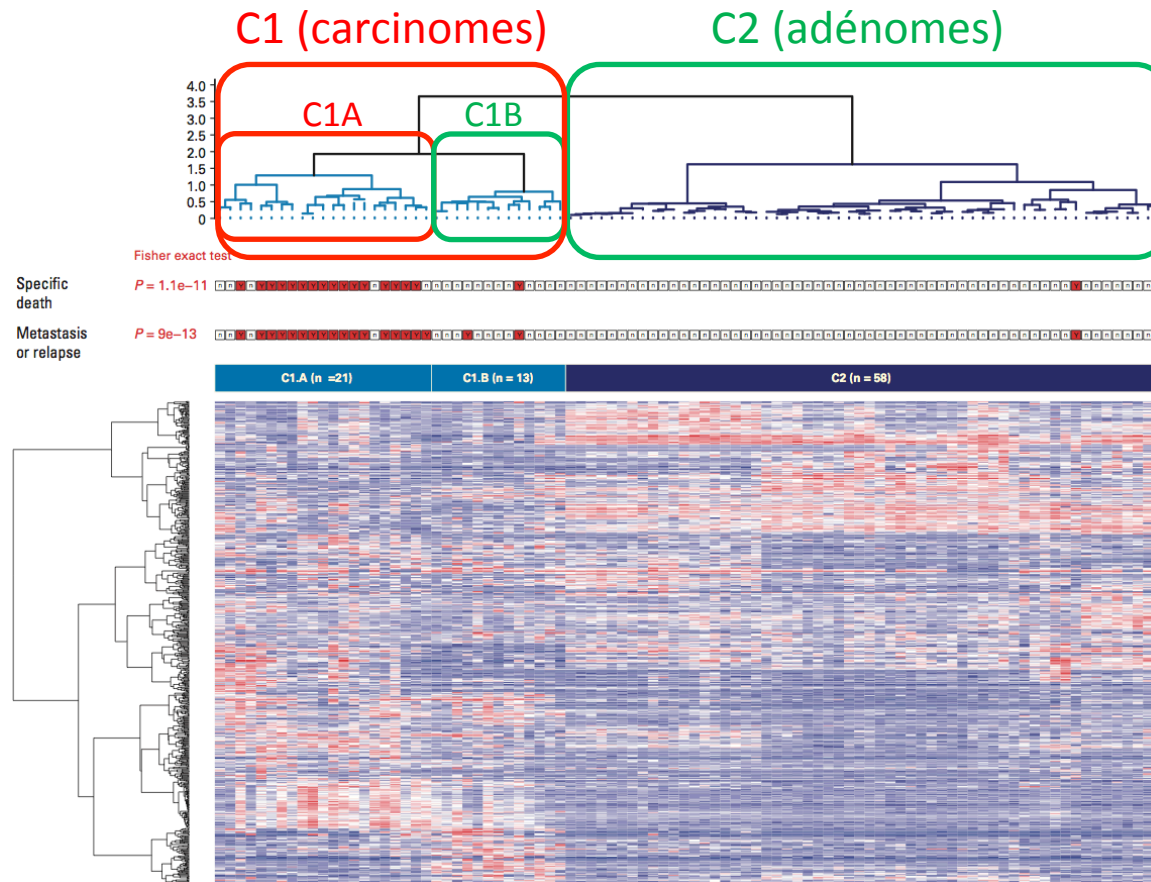 C1 (carcinomes)
C2 (adénomes)
C1A
C1B
4.0
3.5
3.0
2.5
2.0
1.5
1.0
0.5
0
Fisher exact test
Specific
death
P = 1.1e–11
Metastasis
or relapse
P = 9e–13
C1.A (n =21)
C1.B (n = 13)
C2 (n = 58)